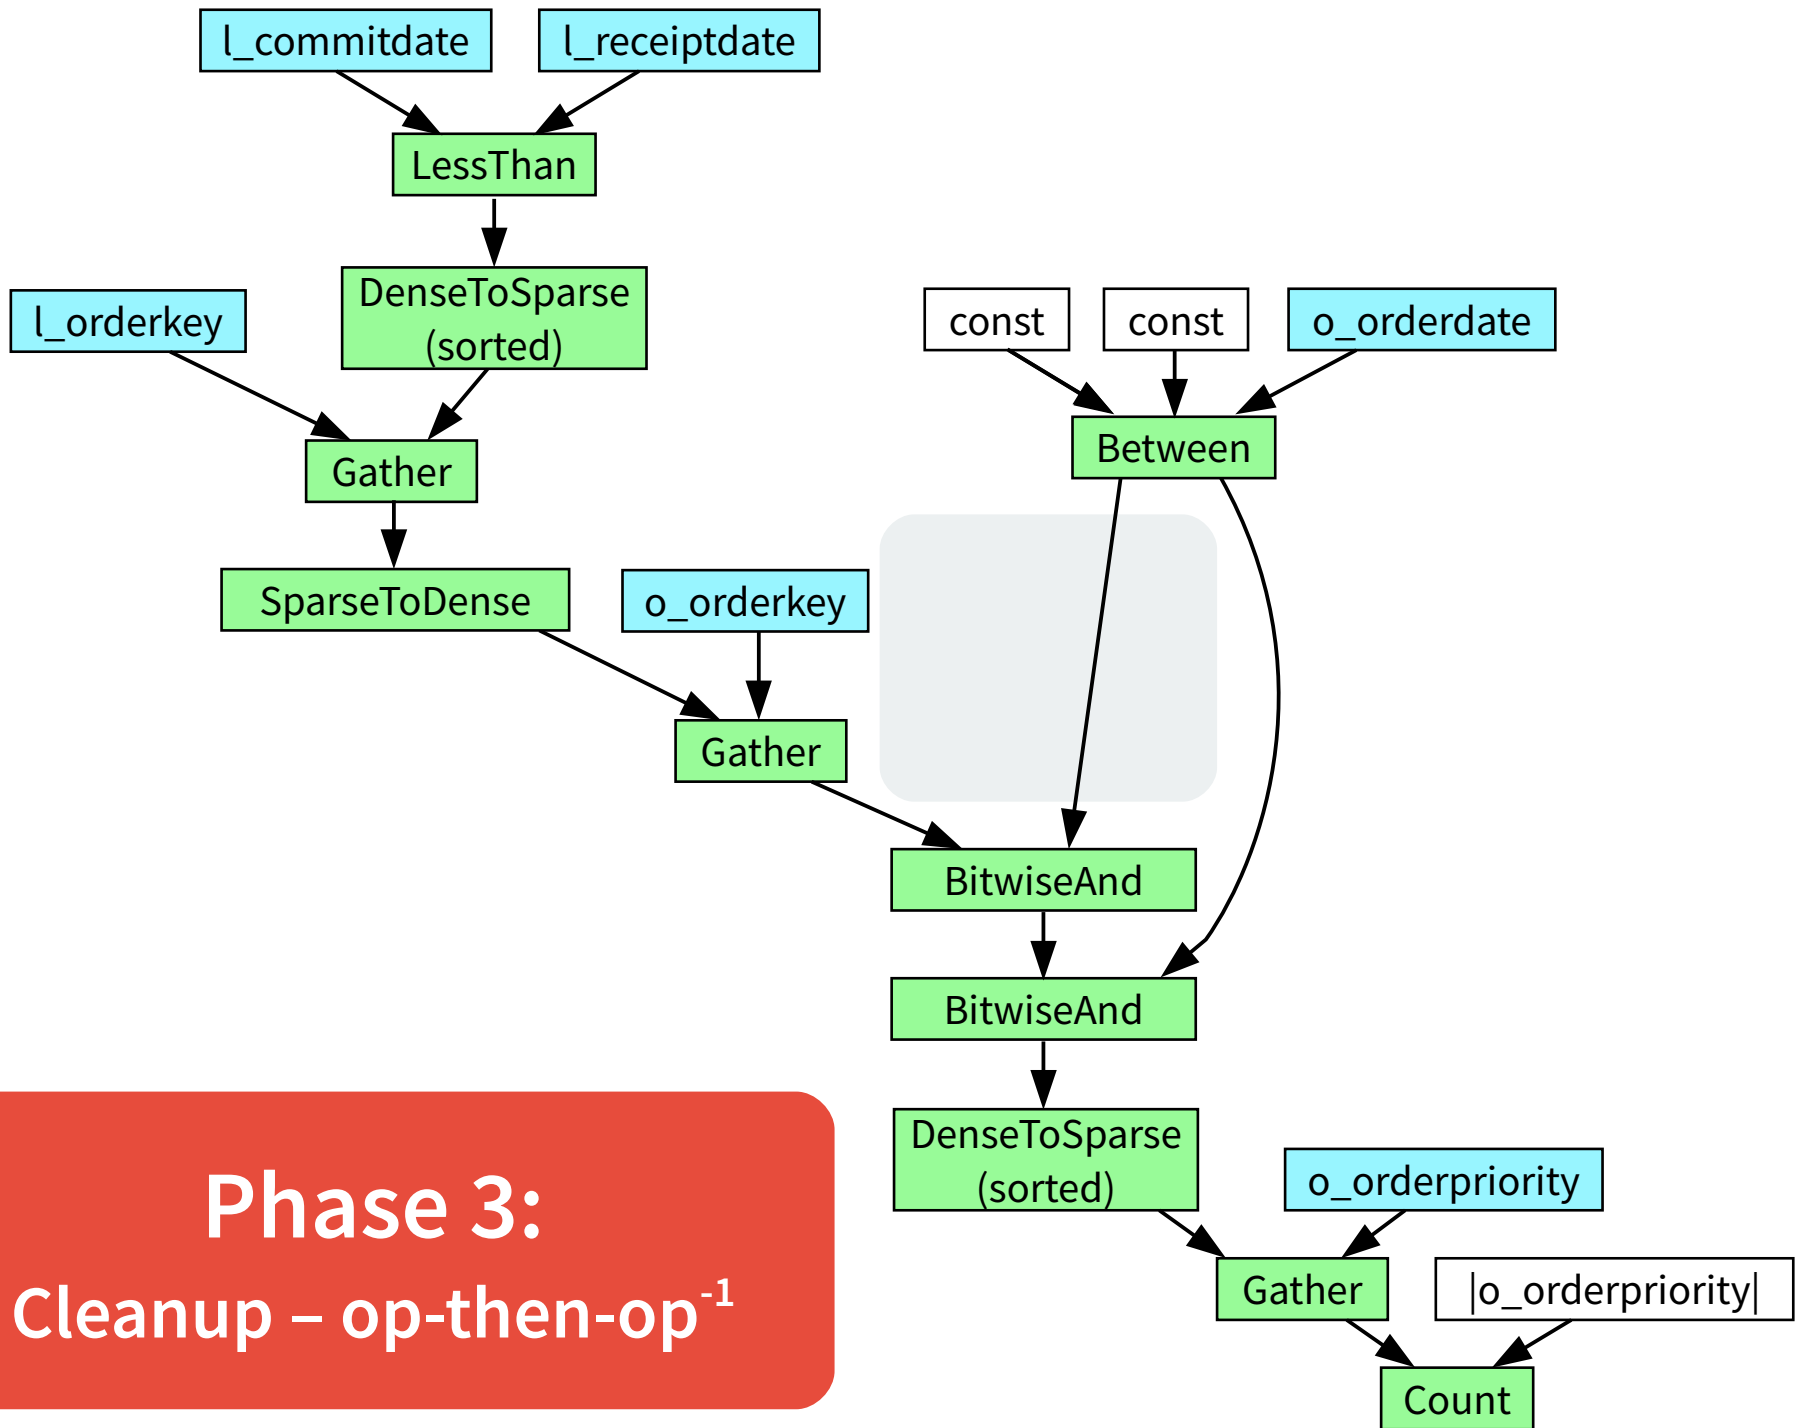 l_commitdate
l_receiptdate
LessThan
DenseToSparse
(sorted)
l_orderkey
const
const
o_orderdate
Between
Gather
SparseToDense
o_orderkey
Gather
BitwiseAnd
BitwiseAnd
DenseToSparse
(sorted)
o_orderpriority
Gather
|o_orderpriority|
Count
Phase 3:
Cleanup – op-then-op⁻¹